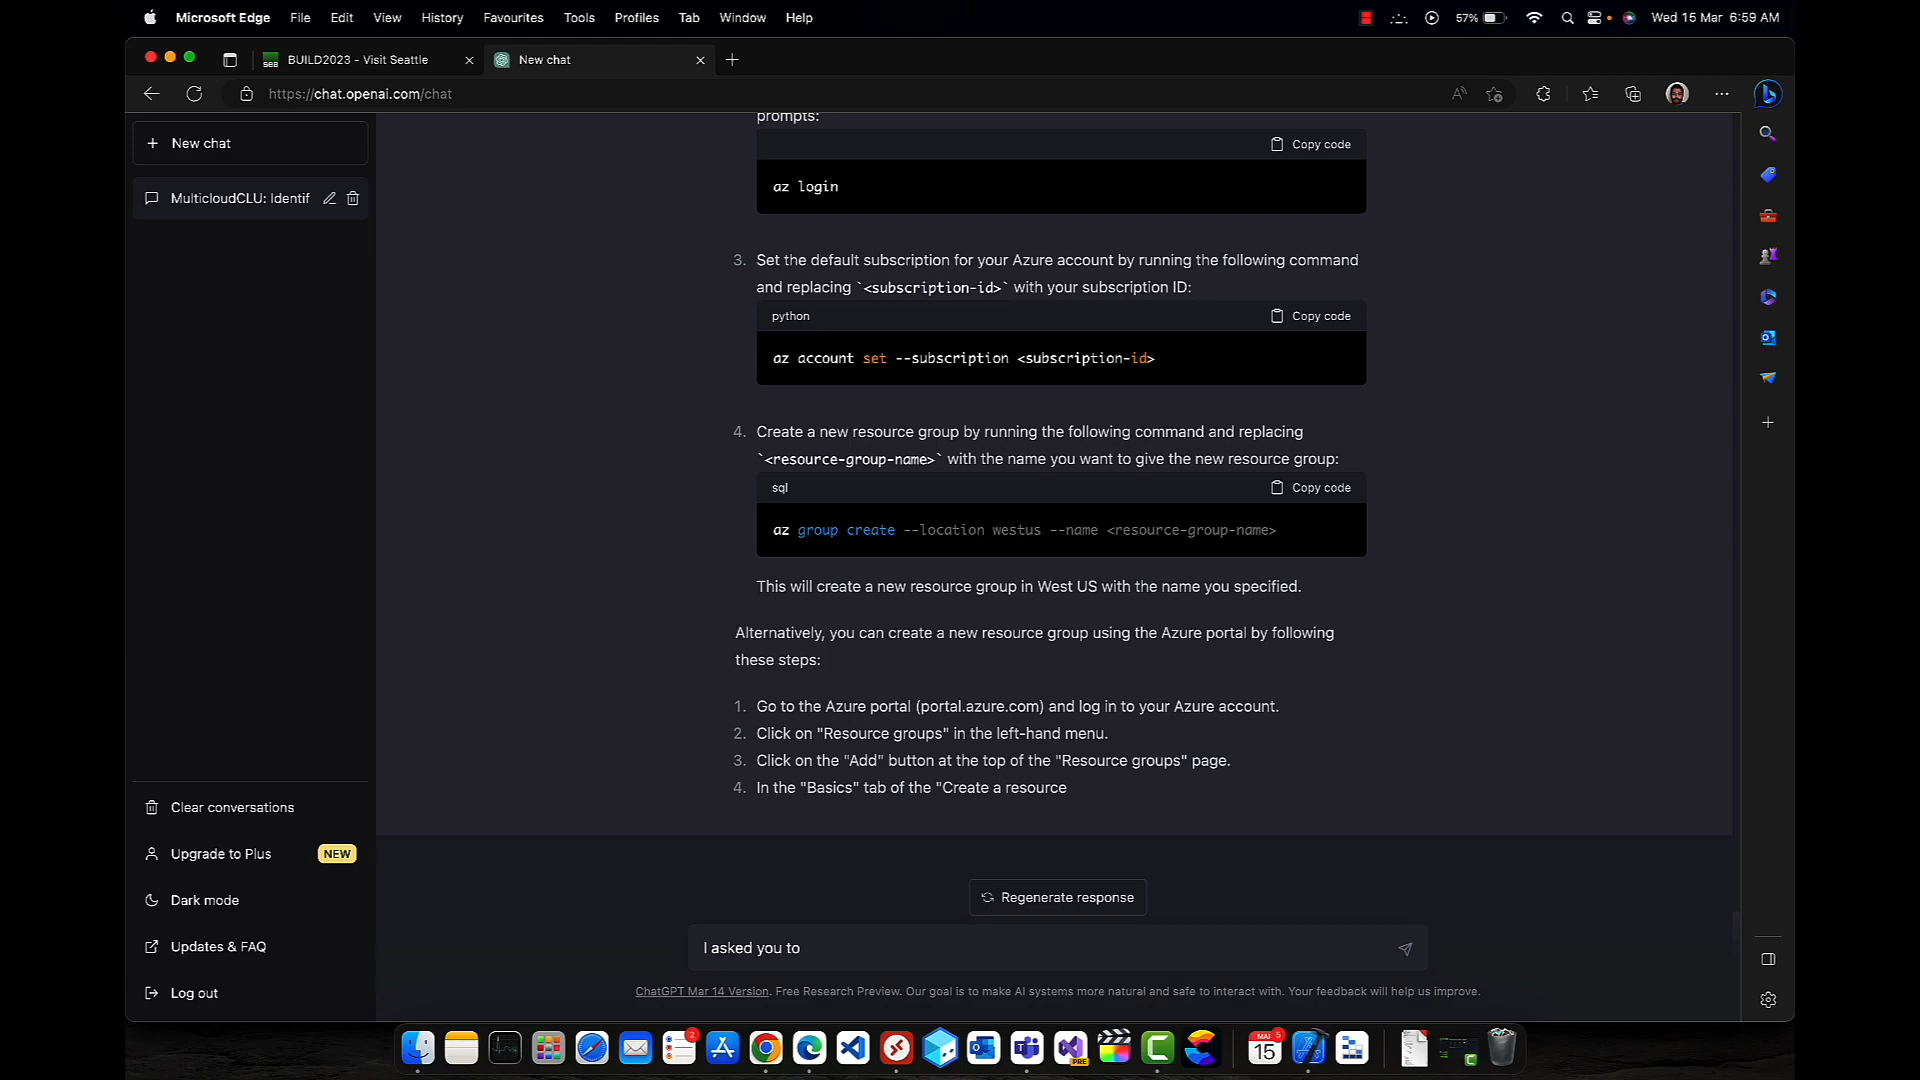 Microsoft Edge File Edit View History Favourites Tools Profiles Tab Window Help 57% Wed 15 Mar 6:59 AM
BUILD2023 - Visit Seattle New chat
https://chat.openai.com/chat
New chat
MulticloudCLU: Identif
prompts:
Copy code
az login
3. Set the default subscription for your Azure account by running the following command
and replacing `<subscription-id>` with your subscription ID:
python Copy code
az account set --subscription <subscription-id>
4. Create a new resource group by running the following command and replacing
`<resource-group-name>` with the name you want to give the new resource group:
sql Copy code
az group create --location westus --name <resource-group-name>
This will create a new resource group in West US with the name you specified.
Alternatively, you can create a new resource group using the Azure portal by following
these steps:
1. Go to the Azure portal (portal.azure.com) and log in to your Azure account.
2. Click on "Resource groups" in the left-hand menu.
3. Click on the "Add" button at the top of the "Resource groups" page.
4. In the "Basics" tab of the "Create a resource
Clear conversations
Upgrade to Plus NEW
Dark mode
Updates & FAQ
Log out
Regenerate response
I asked you to
ChatGPT Mar 14 Version. Free Research Preview. Our goal is to make AI systems more natural and safe to interact with. Your feedback will help us improve.
2
15
5
PRE